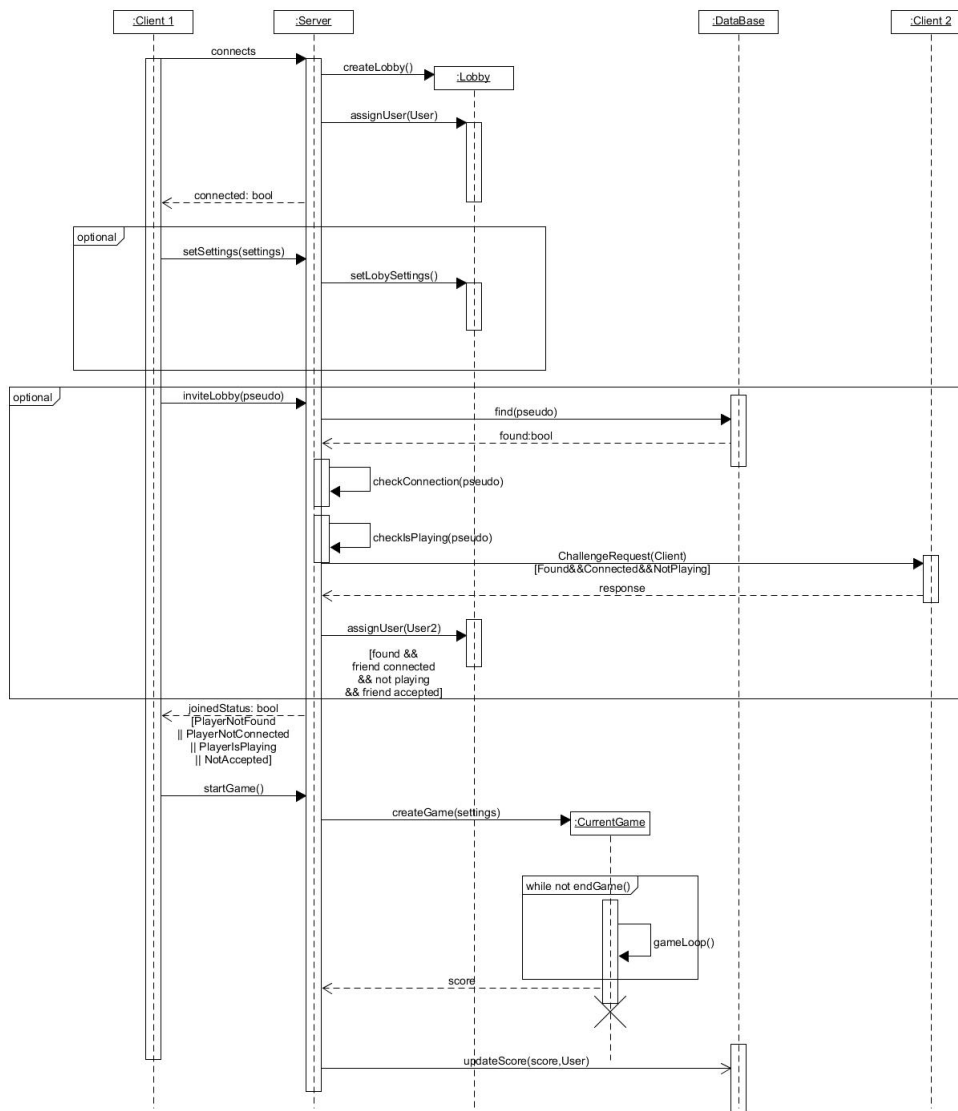 :Client 1
:Server
:DataBase
:Client 2
connects
createLobby()
:Lobby
assignUser(User)
connected: bool
optional
setSettings(settings)
setLobySettings()
optional
inviteLobby(pseudo)
find(pseudo)
found:bool
checkConnection(pseudo)
checkIsPlaying(pseudo)
ChallengeRequest(Client)
[Found&&Connected&&NotPlaying]
response
assignUser(User2)
[found &&
friend connected
&& not playing
&& friend accepted]
joinedStatus: bool
[PlayerNotFound
|| PlayerNotConnected
|| PlayerIsPlaying
|| NotAccepted]
startGame()
createGame(settings)
:CurrentGame
while not endGame()
gameLoop()
score
updateScore(score,User)